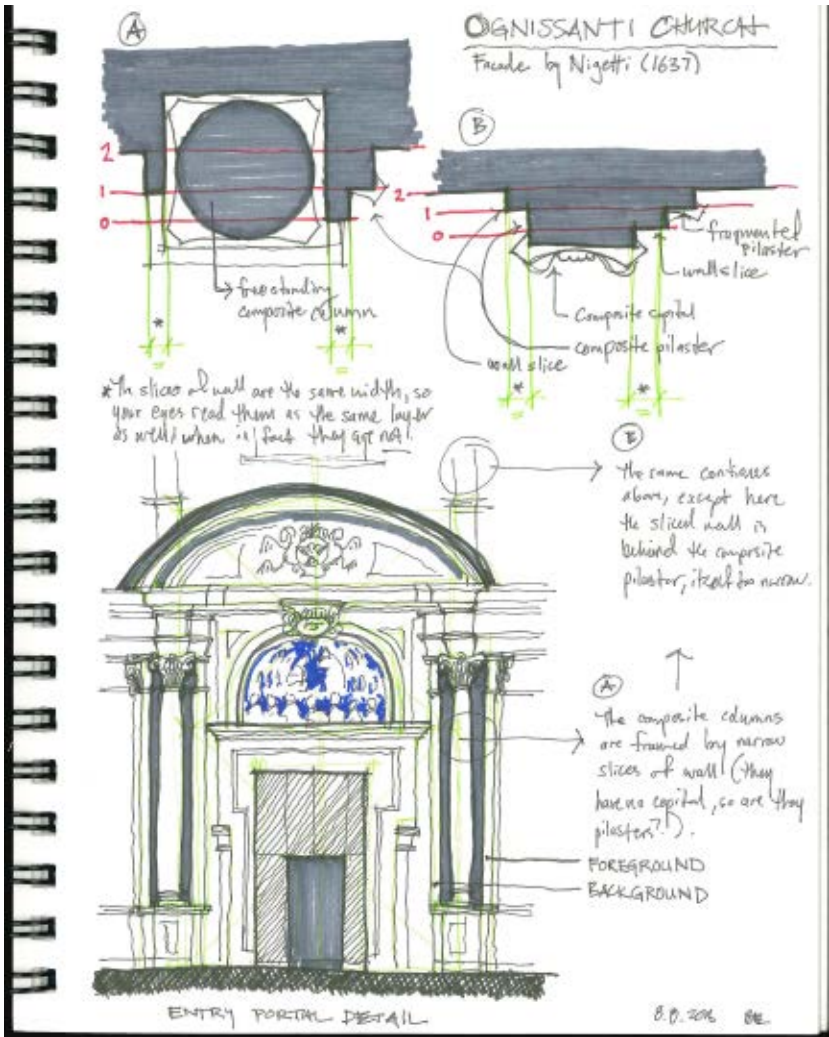 A
OGNISSANTI CHURCH
Facade by Nigetti (1637)
B
2
1
0
2
1
0
fragmented
pilaster
wall slice
composite capital
composite pilaster
wall slice
free standing
composite column
*
*
*
*
* The slices of wall are the same width, so
your eyes read them as the same layer
as well, when in fact they are not!
B
The same continues
above, except here
the sliced wall is
behind the composite
pilaster, itself too narrow.
A
The composite columns
are framed by narrow
slices of wall (they
have no capital, so are they
pilasters?!).
FOREGROUND
BACKGROUND
ENTRY PORTAL DETAIL